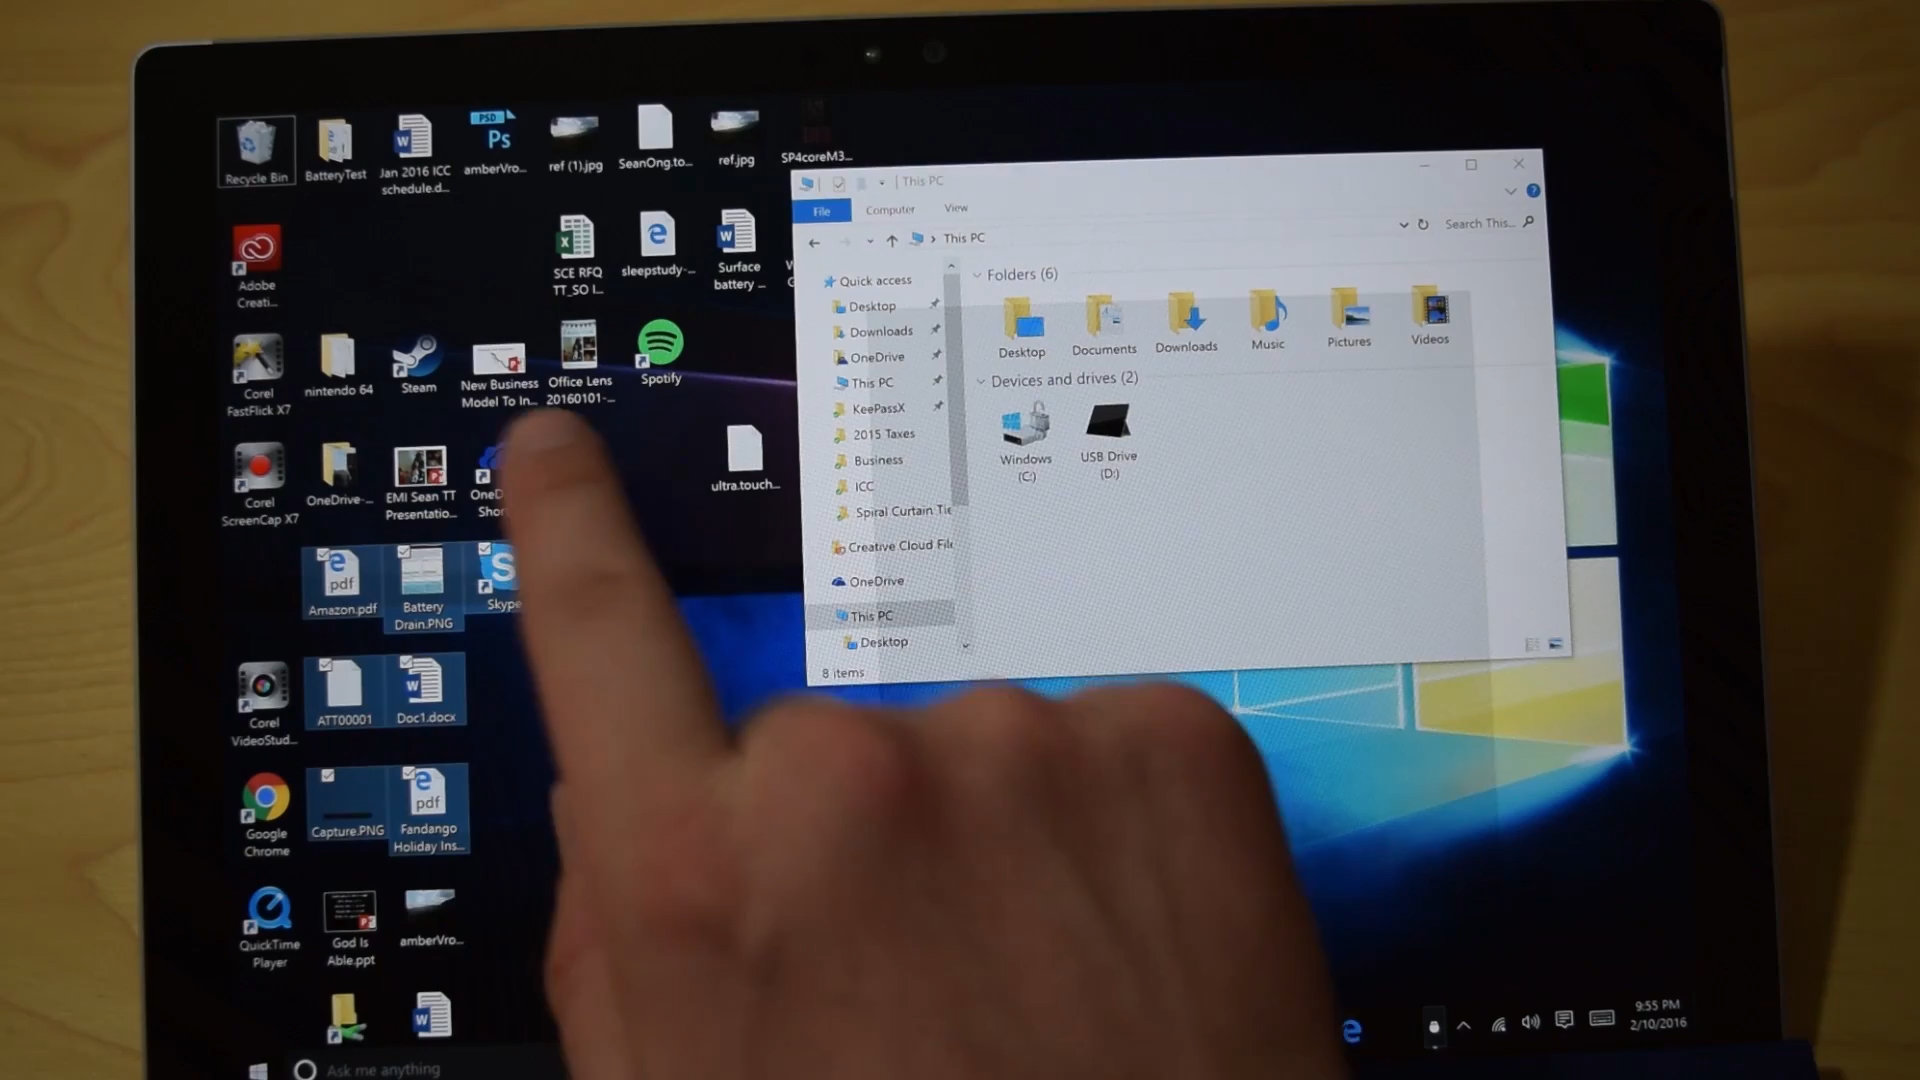 Recycle Bin
BatteryTest
Jan 2016 ICC
schedule.d...
PSD
Ps
amberVro...
ref (1).jpg
SeanOng.to...
ref.jpg
SP4coreM3...
Adobe
Creati...
SCE RFQ
TT_SO I...
sleepstudy-...
Surface
battery ...
Corel
FastFlick X7
nintendo 64
Steam
New Business
Model To In...
Office Lens
20160101-...
Spotify
Corel
ScreenCap X7
OneDrive-...
EMI Sean TT
Presentatio...
ultra.touch...
pdf
Amazon.pdf
Battery
Drain.PNG
Skype
Corel
VideoStud...
ATT00001
Doc1.docx
Google
Chrome
Capture.PNG
pdf
Fandango
Holiday Ins...
QuickTime
Player
God Is
Able.ppt
amberVro...
Ask me anything
This PC
File
Computer
View
This PC
Search This...
Quick access
Desktop
Downloads
OneDrive
This PC
KeePassX
2015 Taxes
Business
ICC
Spiral Curtain Tie
Creative Cloud File
OneDrive
This PC
Desktop
8 items
Folders (6)
Desktop
Documents
Downloads
Music
Pictures
Videos
Devices and drives (2)
Windows
(C:)
USB Drive
(D:)
9:55 PM
2/10/2016